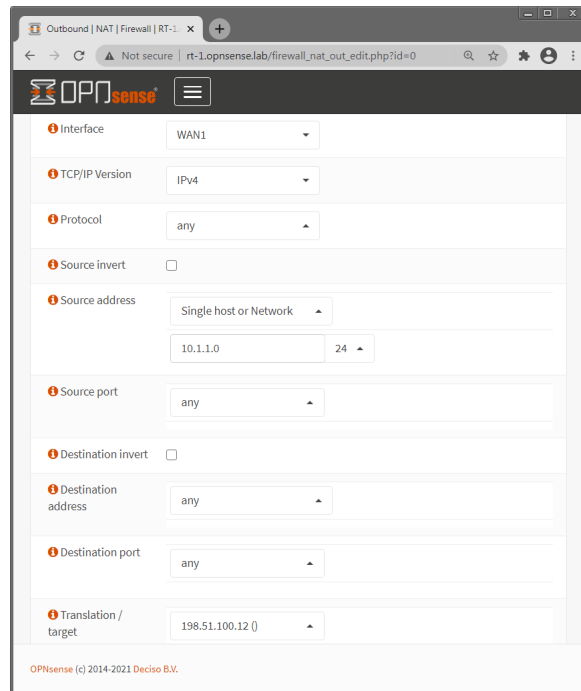 Outbound | NAT | Firewall | RT-1.
Not secure | rt-1.opnsense.lab/firewall_nat_out_edit.php?id=0
OPNsense
Interface
WAN1
TCP/IP Version
IPv4
Protocol
any
Source invert
Source address
Single host or Network
10.1.1.0
24
Source port
any
Destination invert
Destination
address
any
Destination port
any
Translation /
target
198.51.100.12 ()
OPNsense (c) 2014-2021 Deciso B.V.